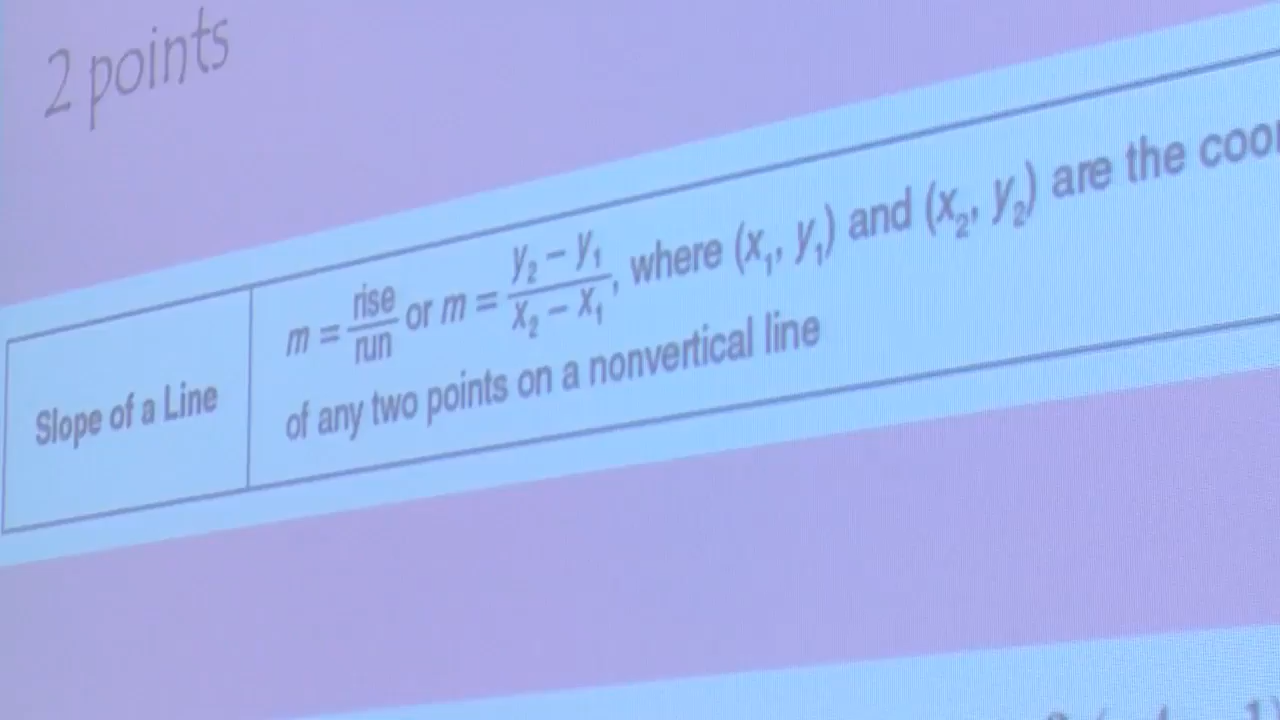 2 points
Slope of a Line
m = rise/run or m = y₂ − y₁/x₂ − x₁, where (x₁, y₁) and (x₂, y₂) are the
of any two points on a nonvertical line